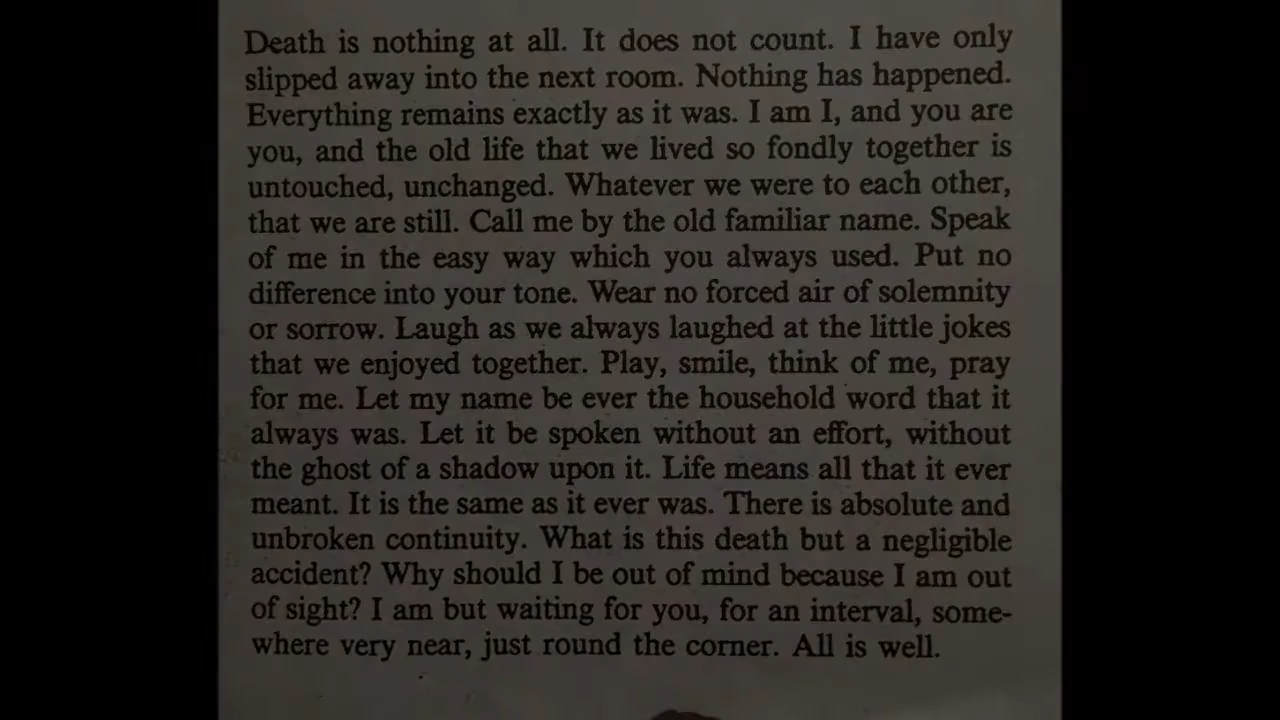 Death is nothing at all. It does not count. I have only
slipped away into the next room. Nothing has happened.
Everything remains exactly as it was. I am I, and you are
you, and the old life that we lived so fondly together is
untouched, unchanged. Whatever we were to each other,
that we are still. Call me by the old familiar name. Speak
of me in the easy way which you always used. Put no
difference into your tone. Wear no forced air of solemnity
or sorrow. Laugh as we always laughed at the little jokes
that we enjoyed together. Play, smile, think of me, pray
for me. Let my name be ever the household word that it
always was. Let it be spoken without an effort, without
the ghost of a shadow upon it. Life means all that it ever
meant. It is the same as it ever was. There is absolute and
unbroken continuity. What is this death but a negligible
accident? Why should I be out of mind because I am out
of sight? I am but waiting for you, for an interval, some-
where very near, just round the corner. All is well.